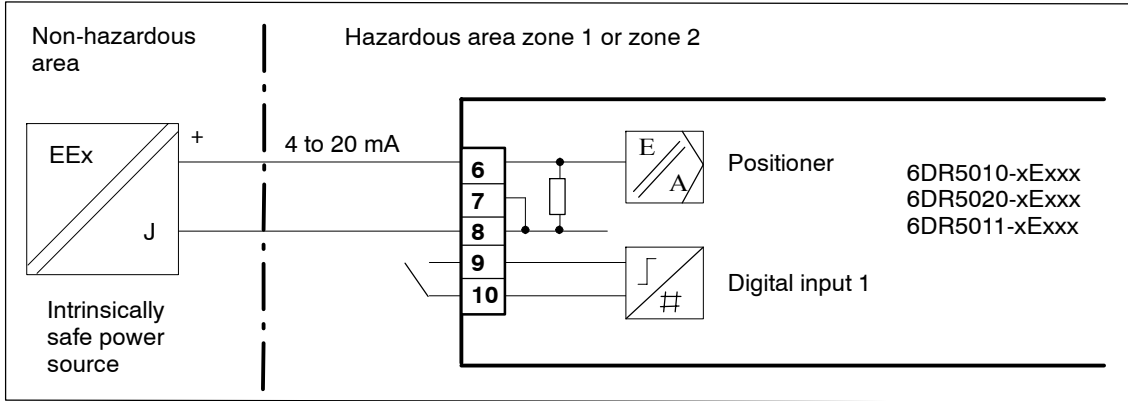 Non-hazardous
area
Hazardous area zone 1 or zone 2
EEx
+
J
4 to 20 mA
Intrinsically
safe power
source
6
7
8
9
10
E
A
Positioner
#
Digital input 1
6DR5010-xExxx
6DR5020-xExxx
6DR5011-xExxx